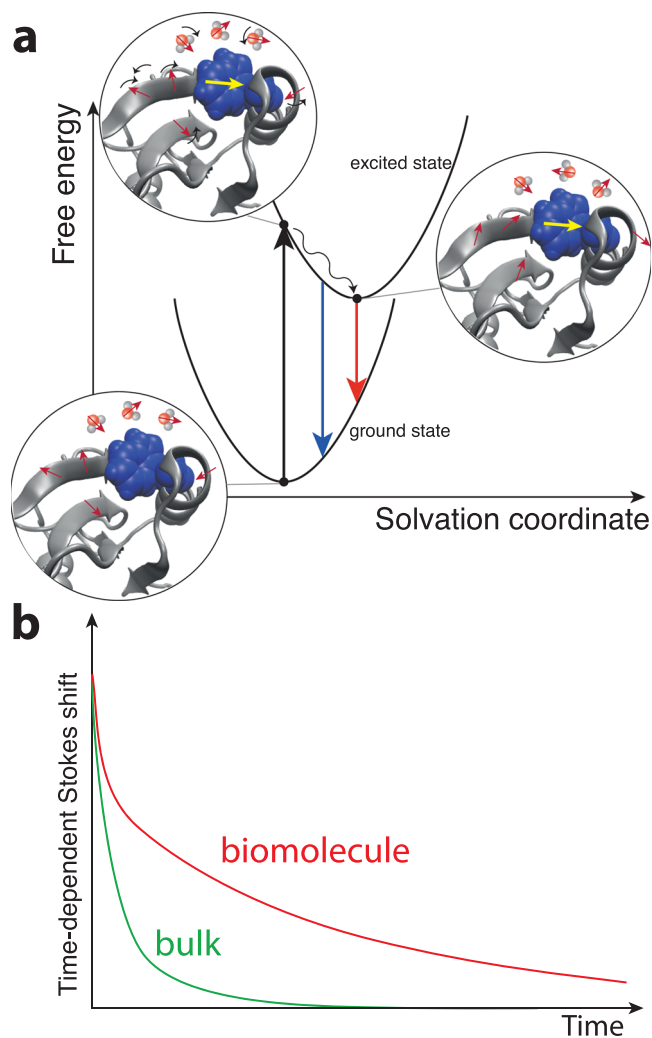 a
Free energy
excited state
ground state
Solvation coordinate
b
Time-dependent Stokes shift
biomolecule
bulk
Time